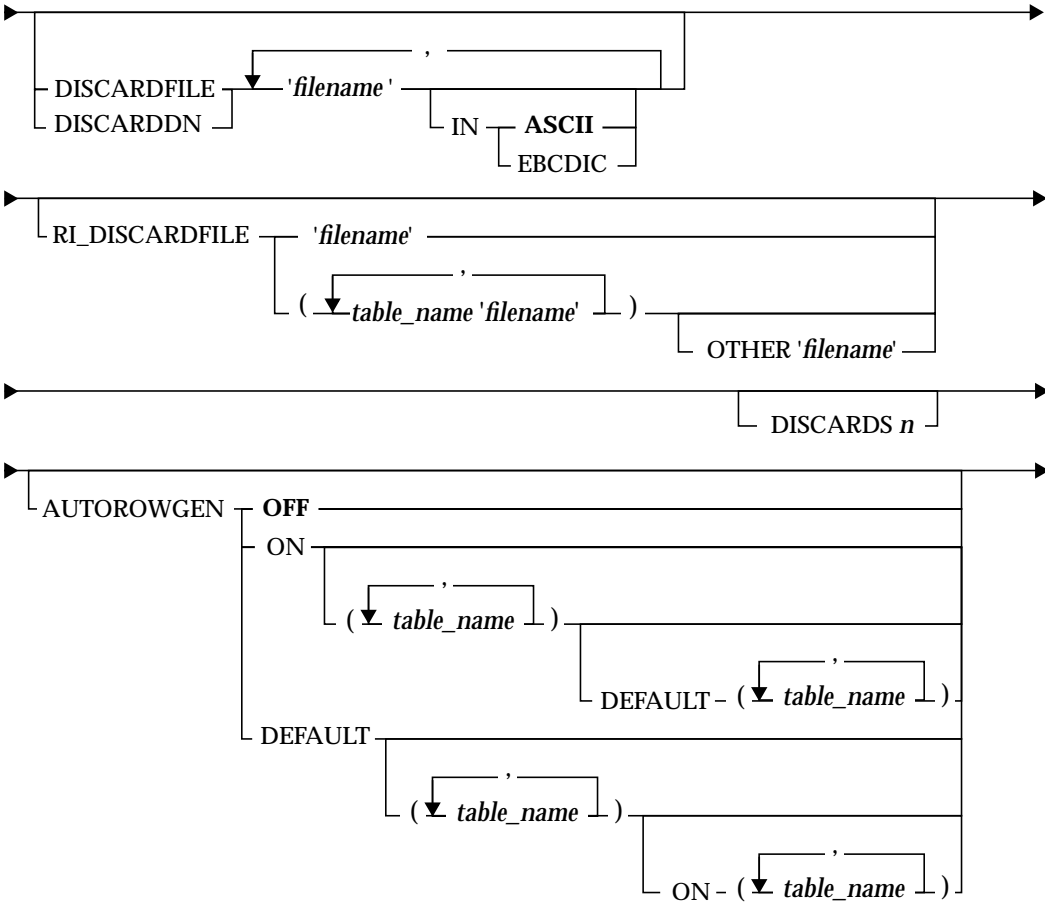 ,
DISCARDFILE 'filename'
DISCARDDN
IN ASCII
EBCDIC
RI_DISCARDFILE 'filename'
,
( table_name 'filename' )
OTHER 'filename'
DISCARDS n
AUTOROWGEN OFF
ON
,
( table_name )
,
DEFAULT ( table_name )
DEFAULT
,
( table_name )
,
ON ( table_name )